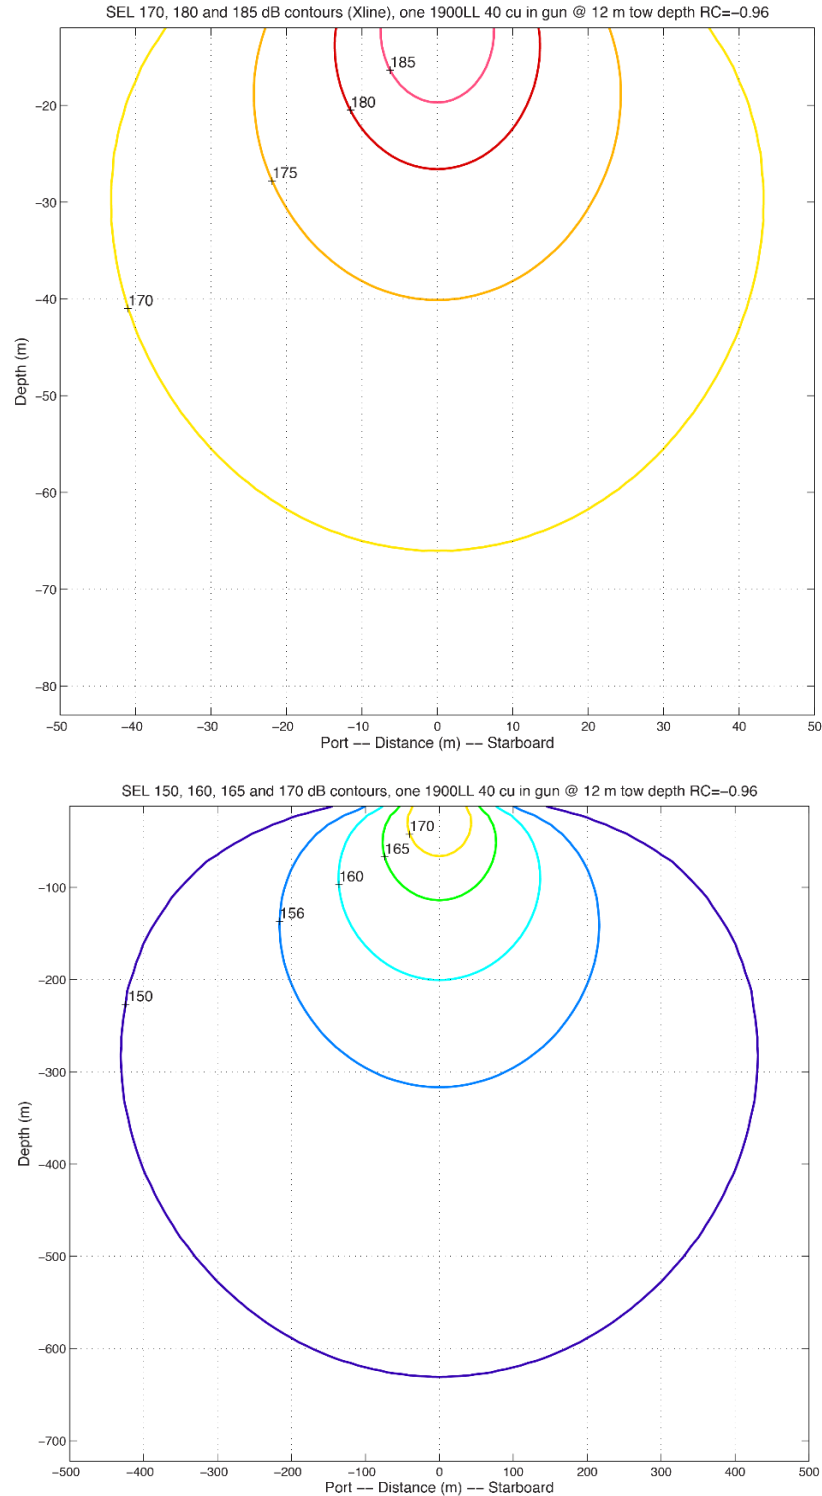 SEL 170, 180 and 185 dB contours (Xline), one 1900LL 40 cu in gun @ 12 m tow depth RC=−0.96
185
−20
180
175
−30
−40
170
Depth (m)
−50
−60
−70
−80
−50 −40 −30 −20 −10 0 10 20 30 40 50
Port −− Distance (m) −− Starboard
SEL 150, 160, 165 and 170 dB contours, one 1900LL 40 cu in gun @ 12 m tow depth RC=−0.96
170
165
160
−100
156
−200
150
−300
Depth (m)
−400
−500
−600
−700
−500 −400 −300 −200 −100 0 100 200 300 400 500
Port −− Distance (m) −− Starboard